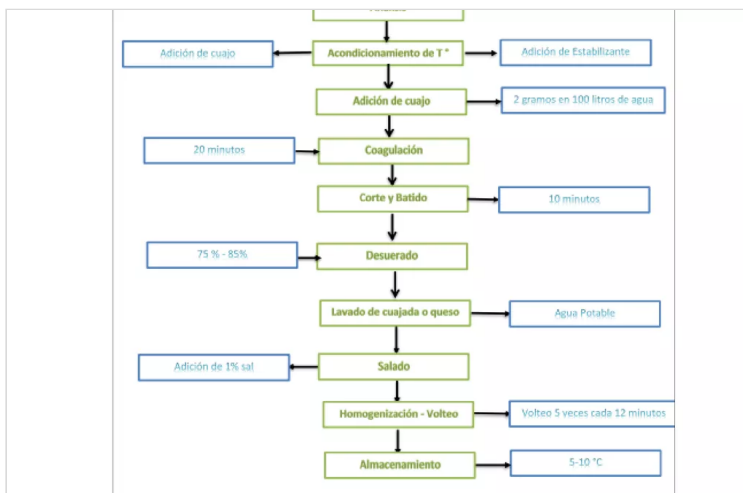 Adición de cuajo
Acondicionamiento de T°
Adición de Estabilizante
Adición de cuajo
2 gramos en 100 litros de agua
20 minutos
Coagulación
Corte y Batido
10 minutos
75 % - 85%
Desuerado
Lavado de cuajada o queso
Agua Potable
Adición de 1% sal
Salado
Homogenización - Volteo
Volteo 5 veces cada 12 minutos
Almacenamiento
5-10 °C